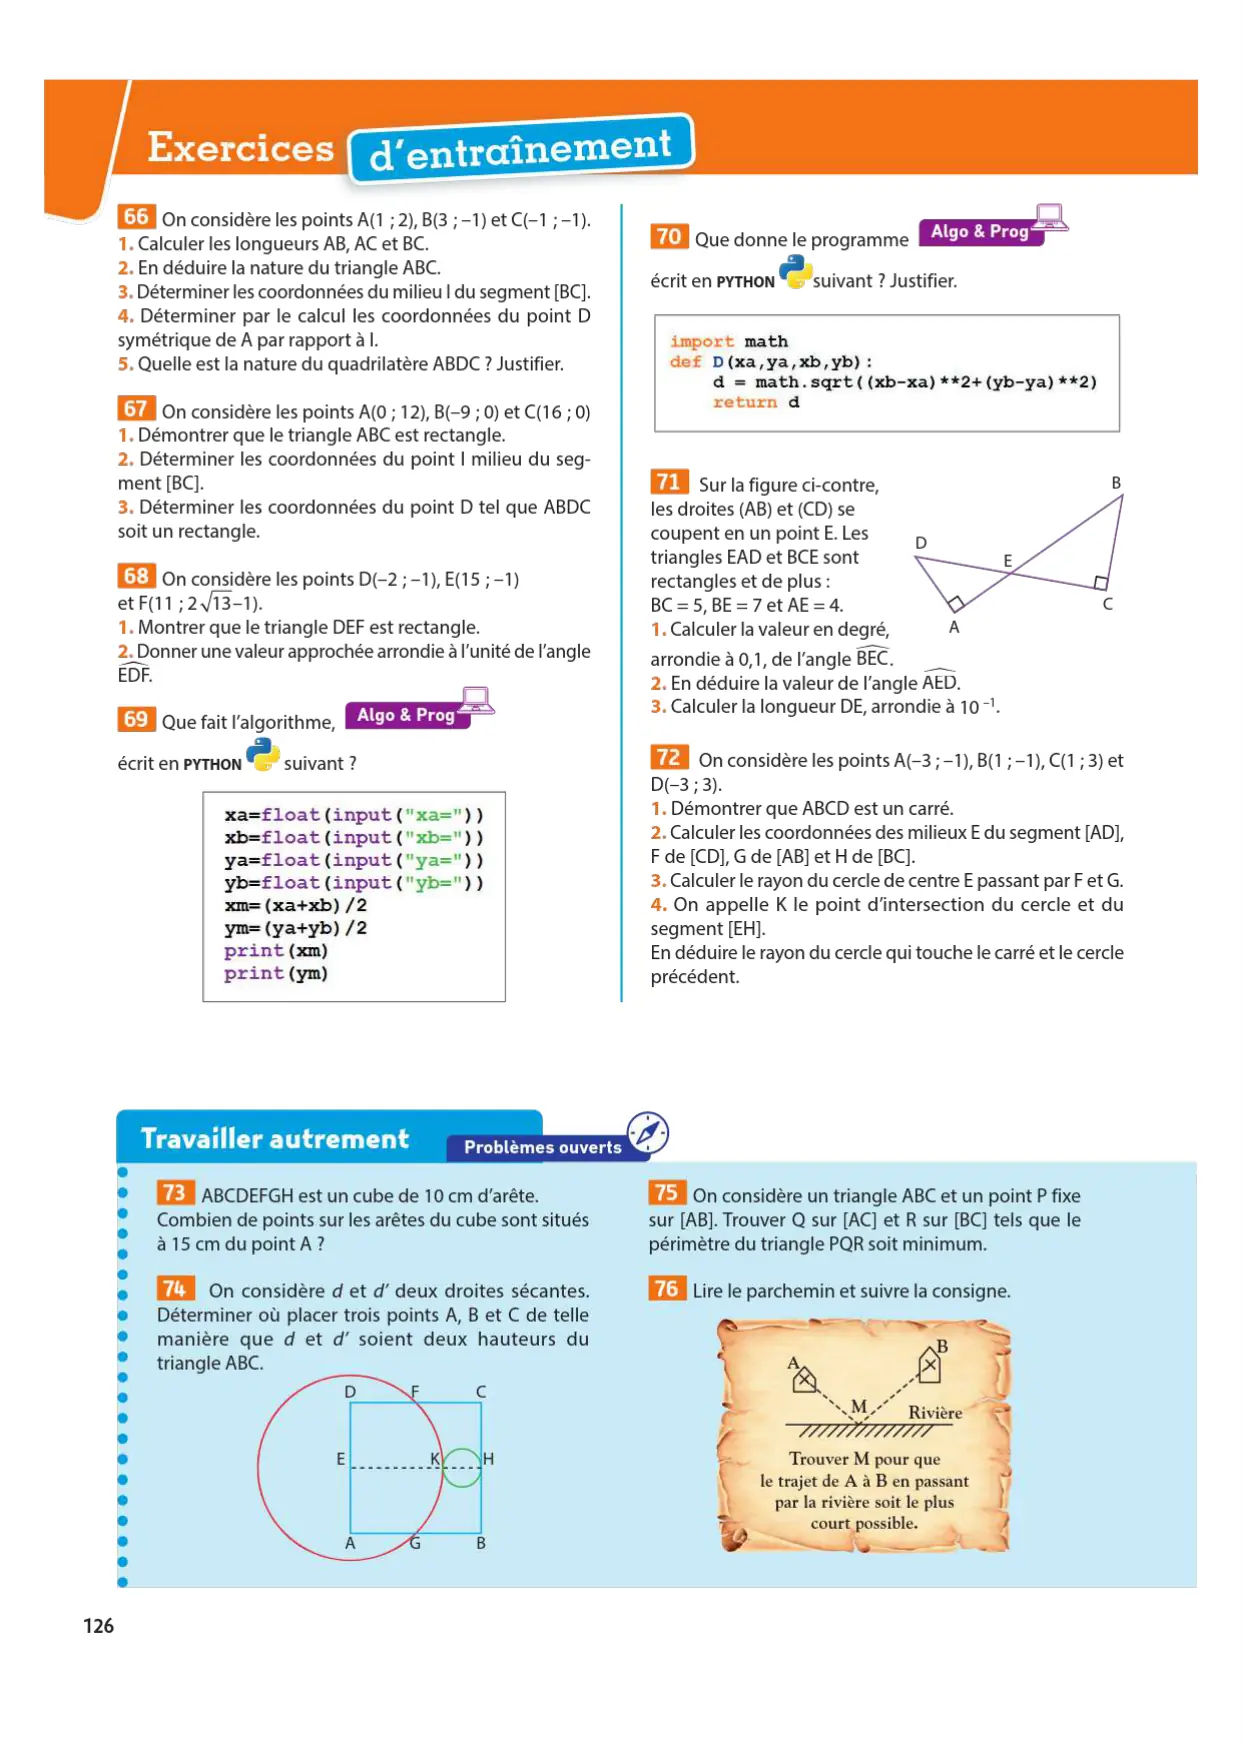 Exercices d’entraînement
66 On considère les points A(1 ; 2), B(3 ; –1) et C(–1 ; –1).
1. Calculer les longueurs AB, AC et BC.
2. En déduire la nature du triangle ABC.
3. Déterminer les coordonnées du milieu I du segment [BC].
4. Déterminer par le calcul les coordonnées du point D
symétrique de A par rapport à I.
5. Quelle est la nature du quadrilatère ABDC ? Justifier.
67 On considère les points A(0 ; 12), B(–9 ; 0) et C(16 ; 0)
1. Démontrer que le triangle ABC est rectangle.
2. Déterminer les coordonnées du point I milieu du seg-
ment [BC].
3. Déterminer les coordonnées du point D tel que ABDC
soit un rectangle.
68 On considère les points D(–2 ; –1), E(15 ; –1)
et F(11 ; 2√13–1).
1. Montrer que le triangle DEF est rectangle.
2. Donner une valeur approchée arrondie à l’unité de l’angle
EDF.
69 Que fait l’algorithme, Algo & Prog
écrit en PYTHON suivant ?
xa=float(input("xa="))
xb=float(input("xb="))
ya=float(input("ya="))
yb=float(input("yb="))
xm=(xa+xb)/2
ym=(ya+yb)/2
print(xm)
print(ym)
70 Que donne le programme Algo & Prog
écrit en PYTHON suivant ? Justifier.
import math
def D(xa,ya,xb,yb):
d = math.sqrt((xb-xa)**2+(yb-ya)**2)
return d
71 Sur la figure ci-contre,
les droites (AB) et (CD) se
coupent en un point E. Les
triangles EAD et BCE sont
rectangles et de plus :
BC = 5, BE = 7 et AE = 4.
1. Calculer la valeur en degré,
arrondie à 0,1, de l’angle BEC.
2. En déduire la valeur de l’angle AED.
3. Calculer la longueur DE, arrondie à 10 –1.
B
D
E
C
A
72 On considère les points A(–3 ; –1), B(1 ; –1), C(1 ; 3) et
D(–3 ; 3).
1. Démontrer que ABCD est un carré.
2. Calculer les coordonnées des milieux E du segment [AD],
F de [CD], G de [AB] et H de [BC].
3. Calculer le rayon du cercle de centre E passant par F et G.
4. On appelle K le point d’intersection du cercle et du
segment [EH].
En déduire le rayon du cercle qui touche le carré et le cercle
précédent.
Travailler autrement
Problèmes ouverts
73 ABCDEFGH est un cube de 10 cm d’arête.
Combien de points sur les arêtes du cube sont situés
à 15 cm du point A ?
74 On considère d et d’ deux droites sécantes.
Déterminer où placer trois points A, B et C de telle
manière que d et d’ soient deux hauteurs du
triangle ABC.
D F C
E K H
A G B
75 On considère un triangle ABC et un point P fixe
sur [AB]. Trouver Q sur [AC] et R sur [BC] tels que le
périmètre du triangle PQR soit minimum.
76 Lire le parchemin et suivre la consigne.
B
A
M Rivière
Trouver M pour que
le trajet de A à B en passant
par la rivière soit le plus
court possible.
126